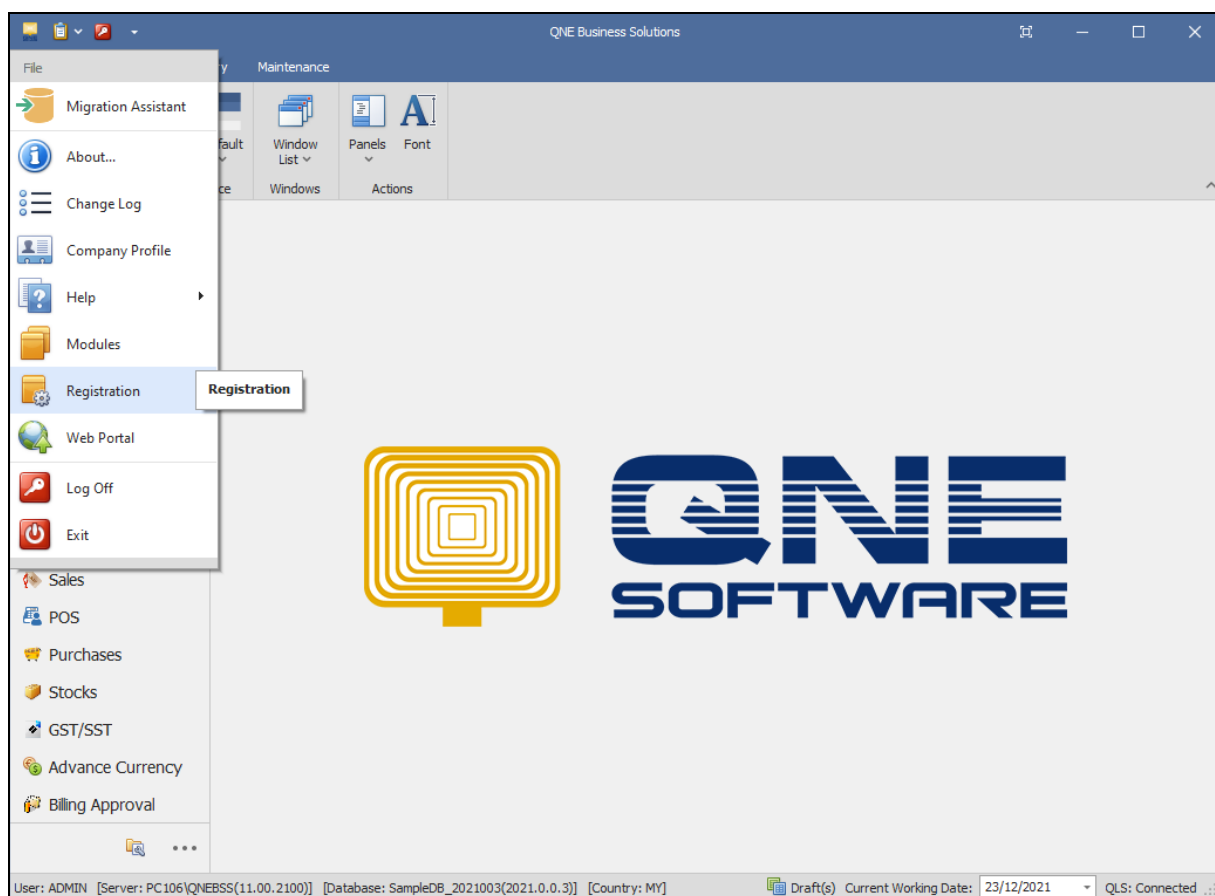 QNE Business Solutions
File
y
Maintenance
Migration Assistant
About...
Change Log
Company Profile
Help
Modules
Registration
Registration
Web Portal
Log Off
Exit
fault
Window
List
Panels
Font
ce
Windows
Actions
QNE
SOFTWARE
Sales
POS
Purchases
Stocks
GST/SST
Advance Currency
Billing Approval
User: ADMIN [Server: PC106\QNEBSS(11.00.2100)] [Database: SampleDB_2021003(2021.0.0.3)] [Country: MY] Draft(s) Current Working Date: 23/12/2021 QLS: Connected